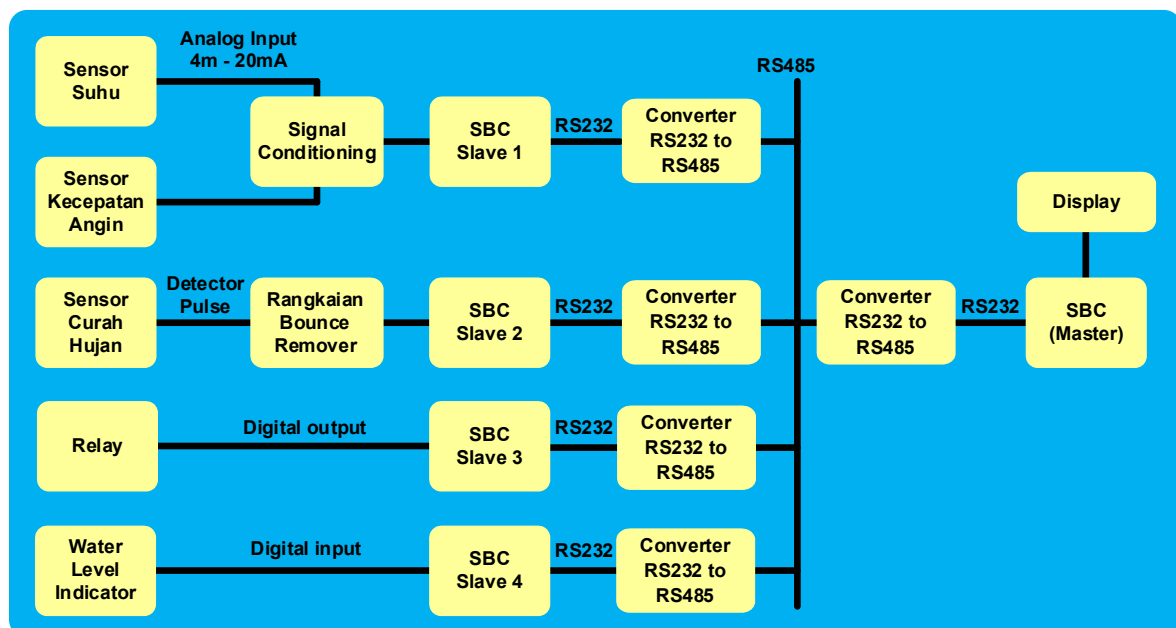 Analog Input
4m - 20mA
Sensor
Suhu
Signal
Conditioning
Sensor
Kecepatan
Angin
SBC
Slave 1
RS232
Converter
RS232 to
RS485
RS485
Detector
Pulse
Sensor
Curah
Hujan
Rangkaian
Bounce
Remover
SBC
Slave 2
RS232
Converter
RS232 to
RS485
Relay
Digital output
SBC
Slave 3
RS232
Converter
RS232 to
RS485
Water
Level
Indicator
Digital input
SBC
Slave 4
RS232
Converter
RS232 to
RS485
Converter
RS232 to
RS485
RS232
Display
SBC
(Master)